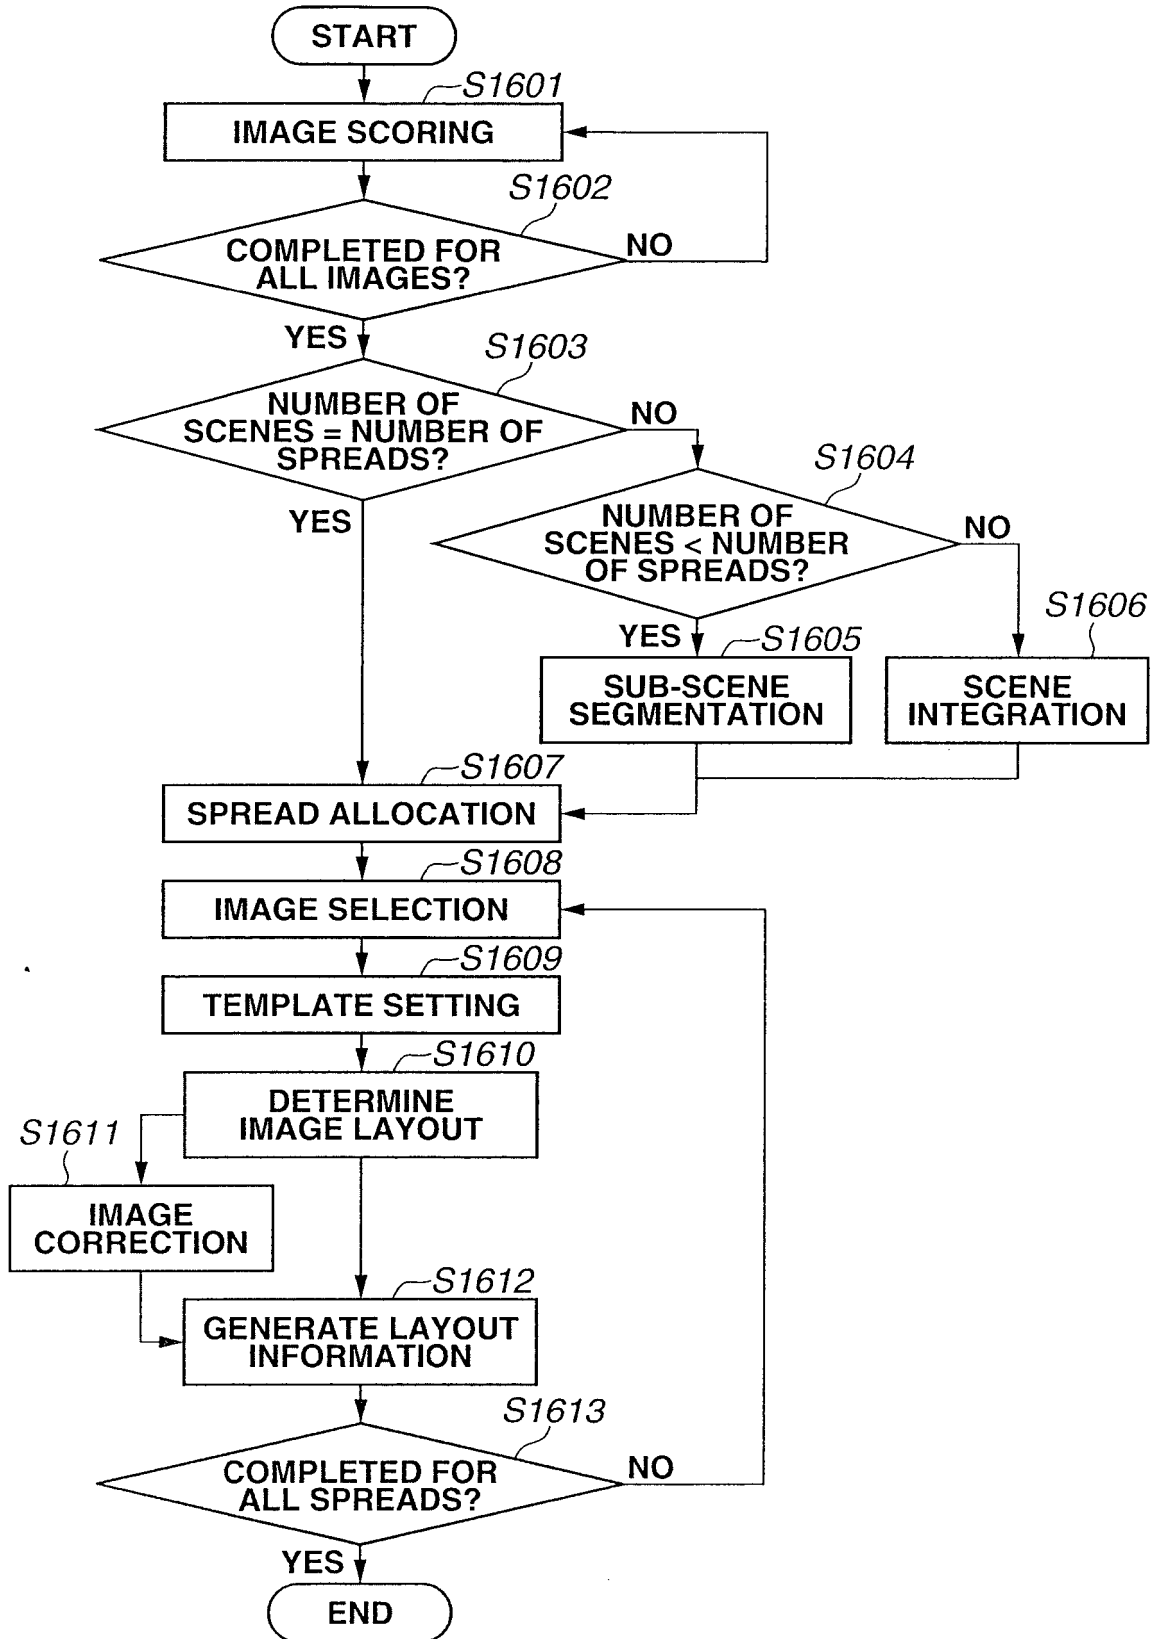 START
S1601
IMAGE SCORING
S1602
COMPLETED FOR
ALL IMAGES?
NO
YES
S1603
NUMBER OF
SCENES = NUMBER OF
SPREADS?
NO
YES
S1604
NUMBER OF
SCENES < NUMBER
OF SPREADS?
NO
YES
S1605
SUB-SCENE
SEGMENTATION
S1606
SCENE
INTEGRATION
S1607
SPREAD ALLOCATION
S1608
IMAGE SELECTION
S1609
TEMPLATE SETTING
S1610
DETERMINE
IMAGE LAYOUT
S1611
IMAGE
CORRECTION
S1612
GENERATE LAYOUT
INFORMATION
S1613
COMPLETED FOR
ALL SPREADS?
NO
YES
END